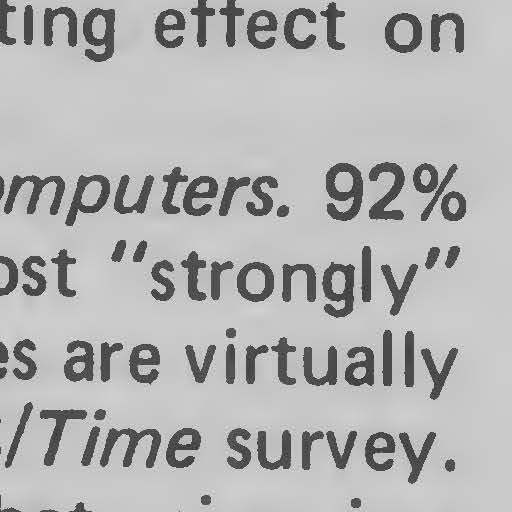 ting effect on
omputers. 92%
ost “strongly”
es are virtually
/Time survey.